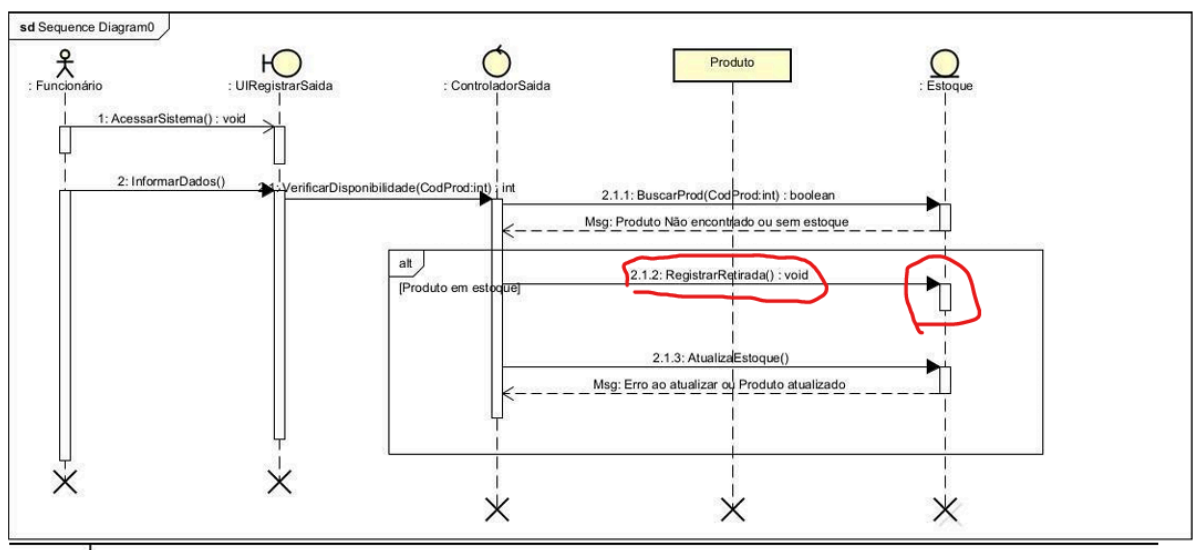 sd Sequence Diagram0
: Funcionário
: UIRegistrarSaida
: ControladorSaida
Produto
: Estoque
1: AcessarSistema() : void
2: InformarDados()
2.1: VerificarDisponibilidade(CodProd:int) : int
2.1.1: BuscarProd(CodProd:int) : boolean
Msg: Produto Não encontrado ou sem estoque
alt
[Produto em estoque]
2.1.2: RegistrarRetirada() : void
2.1.3: AtualizaEstoque()
Msg: Erro ao atualizar ou Produto atualizado